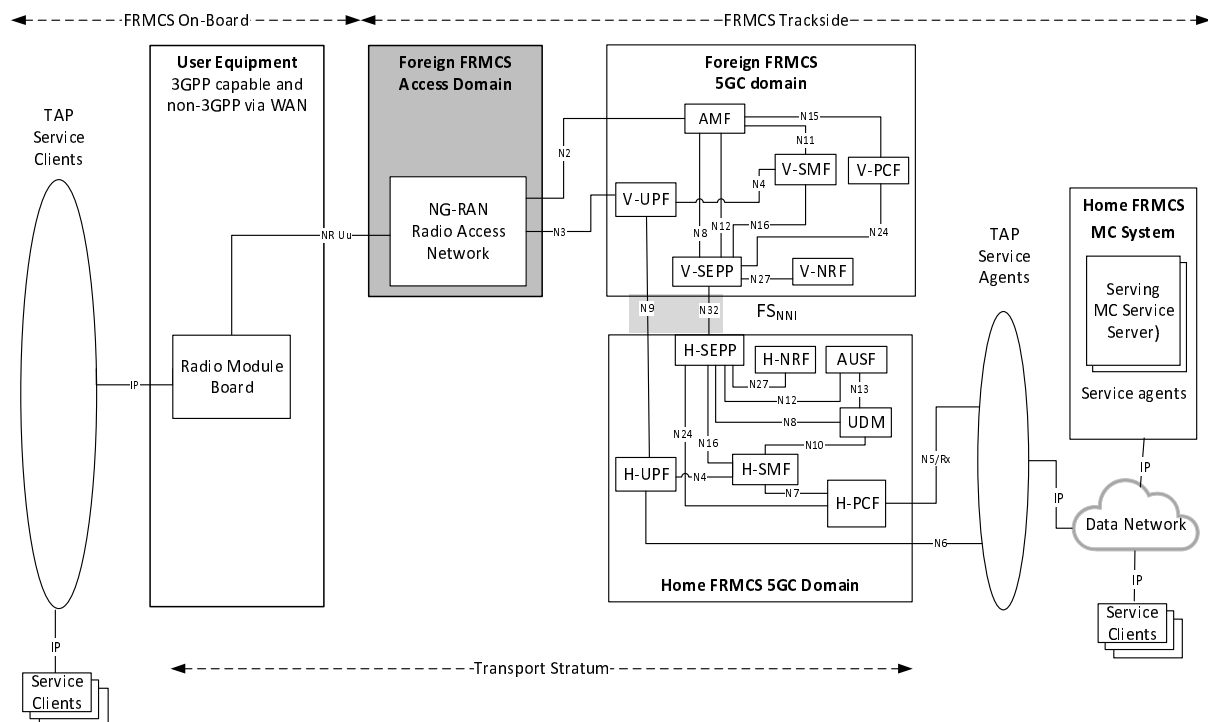 FRMCS On-Board
FRMCS Trackside
User Equipment
3GPP capable and
non-3GPP via WAN
Foreign FRMCS
Access Domain
Foreign FRMCS
5GC domain
TAP
Service
Clients
AMF
N15
N11
N2
V-SMF
V-PCF
N4
V-UPF
NG-RAN
Radio Access
Network
NR Uu
N3
N8
N12
N16
N24
V-SEPP
N27
V-NRF
TAP
Service
Agents
Home FRMCS
MC System
Serving
MC Service
Server)
Service agents
N9
N32
FSNNI
H-SEPP
H-NRF
AUSF
N27
N13
N12
N8
UDM
N24
N16
N10
Radio Module
Board
IP
H-UPF
N4
H-SMF
N7
H-PCF
N5/Rx
N6
IP
IP
Data Network
IP
Home FRMCS 5GC Domain
Service
Clients
IP
Transport Stratum
Service
Clients